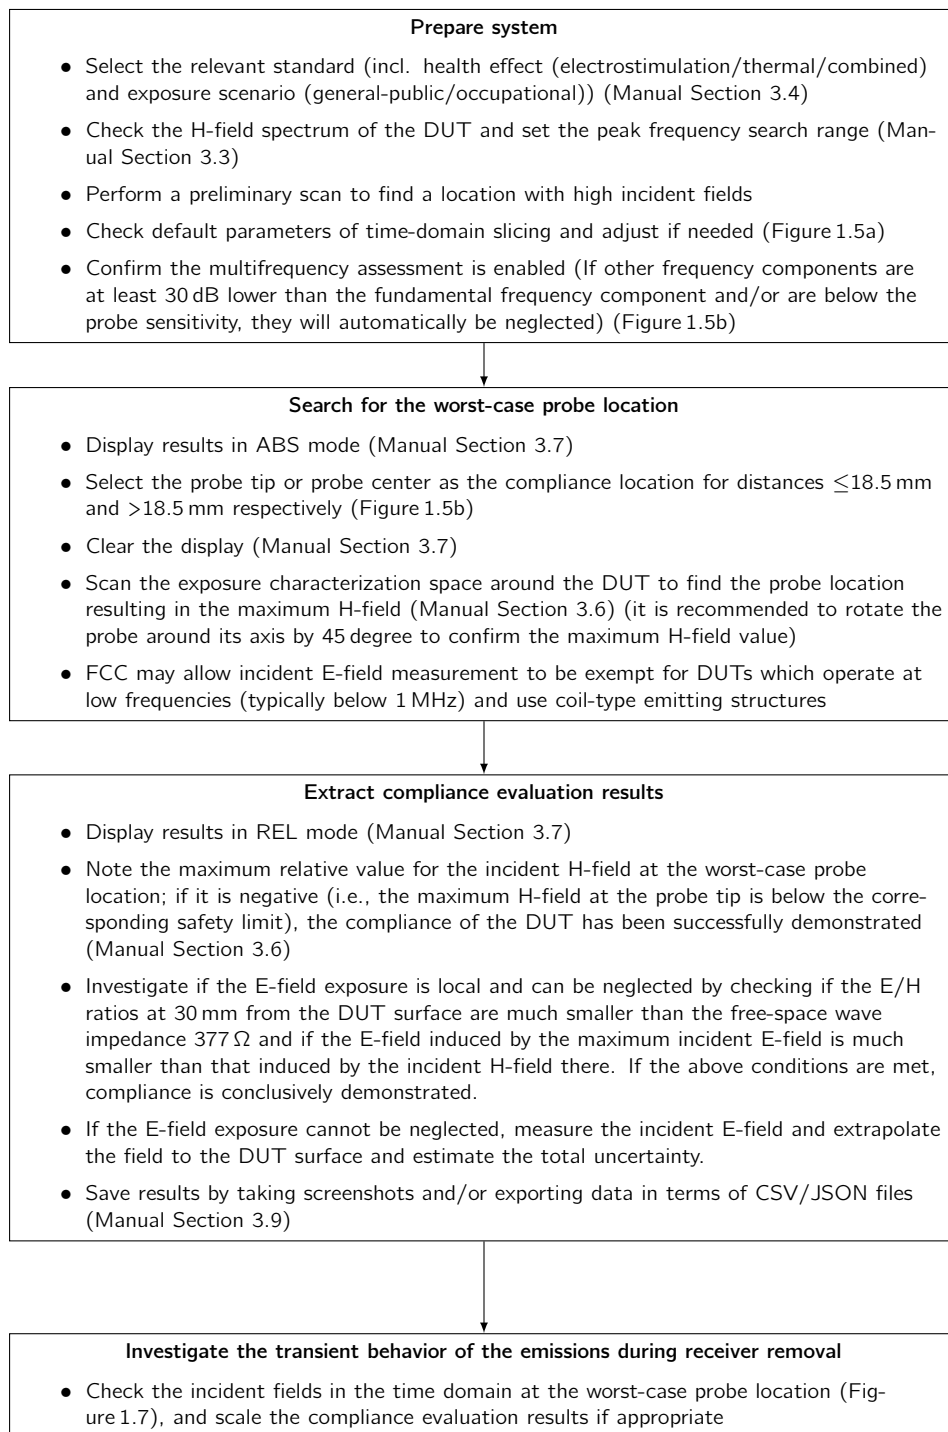 Prepare system
• Select the relevant standard (incl. health effect (electrostimulation/thermal/combined)
and exposure scenario (general-public/occupational)) (Manual Section 3.4)
• Check the H-field spectrum of the DUT and set the peak frequency search range (Man-
ual Section 3.3)
• Perform a preliminary scan to find a location with high incident fields
• Check default parameters of time-domain slicing and adjust if needed (Figure 1.5a)
• Confirm the multifrequency assessment is enabled (If other frequency components are
at least 30 dB lower than the fundamental frequency component and/or are below the
probe sensitivity, they will automatically be neglected) (Figure 1.5b)
Search for the worst-case probe location
• Display results in ABS mode (Manual Section 3.7)
• Select the probe tip or probe center as the compliance location for distances ≤18.5 mm
and >18.5 mm respectively (Figure 1.5b)
• Clear the display (Manual Section 3.7)
• Scan the exposure characterization space around the DUT to find the probe location
resulting in the maximum H-field (Manual Section 3.6) (it is recommended to rotate the
probe around its axis by 45 degree to confirm the maximum H-field value)
• FCC may allow incident E-field measurement to be exempt for DUTs which operate at
low frequencies (typically below 1 MHz) and use coil-type emitting structures
Extract compliance evaluation results
• Display results in REL mode (Manual Section 3.7)
• Note the maximum relative value for the incident H-field at the worst-case probe
location; if it is negative (i.e., the maximum H-field at the probe tip is below the corre-
sponding safety limit), the compliance of the DUT has been successfully demonstrated
(Manual Section 3.6)
• Investigate if the E-field exposure is local and can be neglected by checking if the E/H
ratios at 30 mm from the DUT surface are much smaller than the free-space wave
impedance 377 Ω and if the E-field induced by the maximum incident E-field is much
smaller than that induced by the incident H-field there. If the above conditions are met,
compliance is conclusively demonstrated.
• If the E-field exposure cannot be neglected, measure the incident E-field and extrapolate
the field to the DUT surface and estimate the total uncertainty.
• Save results by taking screenshots and/or exporting data in terms of CSV/JSON files
(Manual Section 3.9)
Investigate the transient behavior of the emissions during receiver removal
• Check the incident fields in the time domain at the worst-case probe location (Fig-
ure 1.7), and scale the compliance evaluation results if appropriate